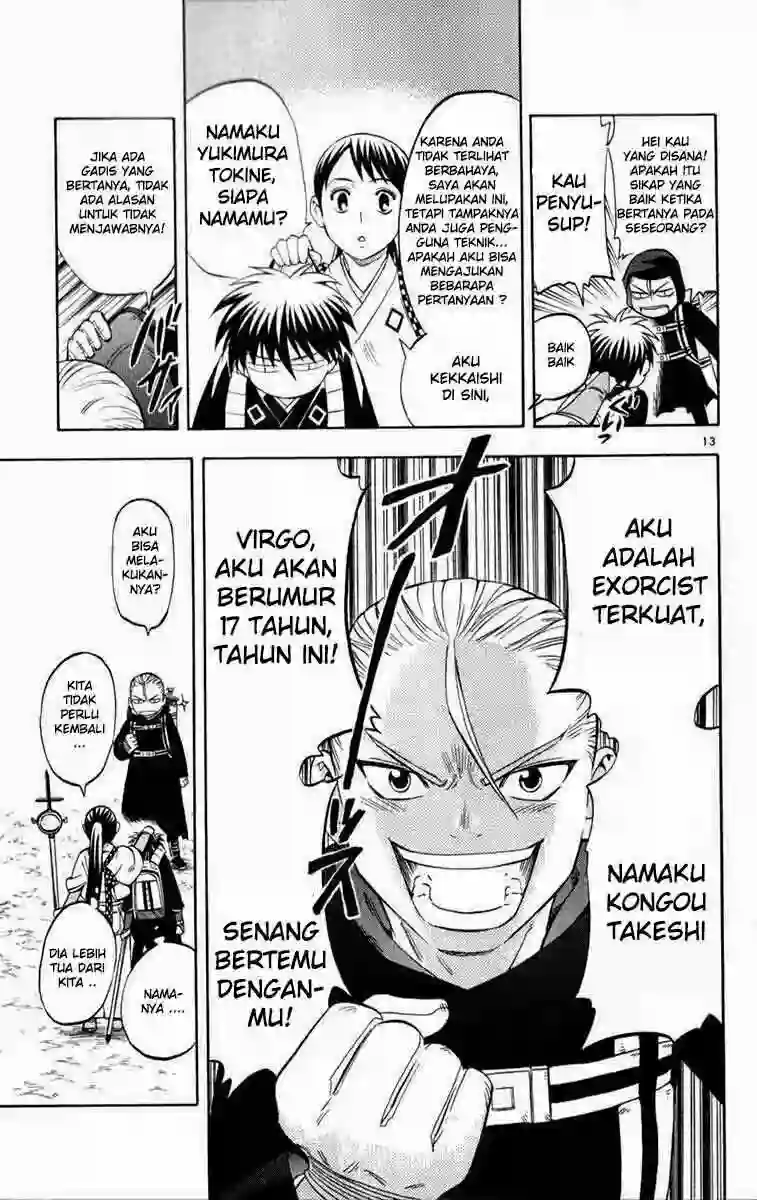 HEI KAU
YANG DISANA!
APAKAH ITU
SIKAP YANG
BAIK KETIKA
BERTANYA PADA
SESEORANG?
KAU
PENYU-
SUP!
BAIK
BAIK
KARENA ANDA
TIDAK TERLIHAT
BERBAHAYA,
SAYA AKAN
MELUPAKAN INI,
TETAPI TAMPAKNYA
ANDA JUGA PENG-
GUNA TEKNIK...
APAKAH AKU BISA
MENGAJUKAN
BEBARAPA
PERTANYAAN ?
AKU
KEKKAISHI
DI SINI,
NAMAKU
YUKIMURA
TOKINE,
SIAPA
NAMAMU?
JIKA ADA
GADIS YANG
BERTANYA, TIDAK
ADA ALASAN
UNTUK TIDAK
MENJAWABNYA!
13
AKU
ADALAH
EXORCIST
TERKUAT,
NAMAKU
KONGOU
TAKESHI
VIRGO,
AKU AKAN
BERUMUR
17 TAHUN,
TAHUN INI!
SENANG
BERTEMU
DENGAN-
MU!
AKU
BISA
MELA-
KUKAN-
NYA?
KITA
TIDAK
PERLU
KEMBALI
...
NAMA-
NYA ....
DIA LEBIH
TUA DARI
KITA ..